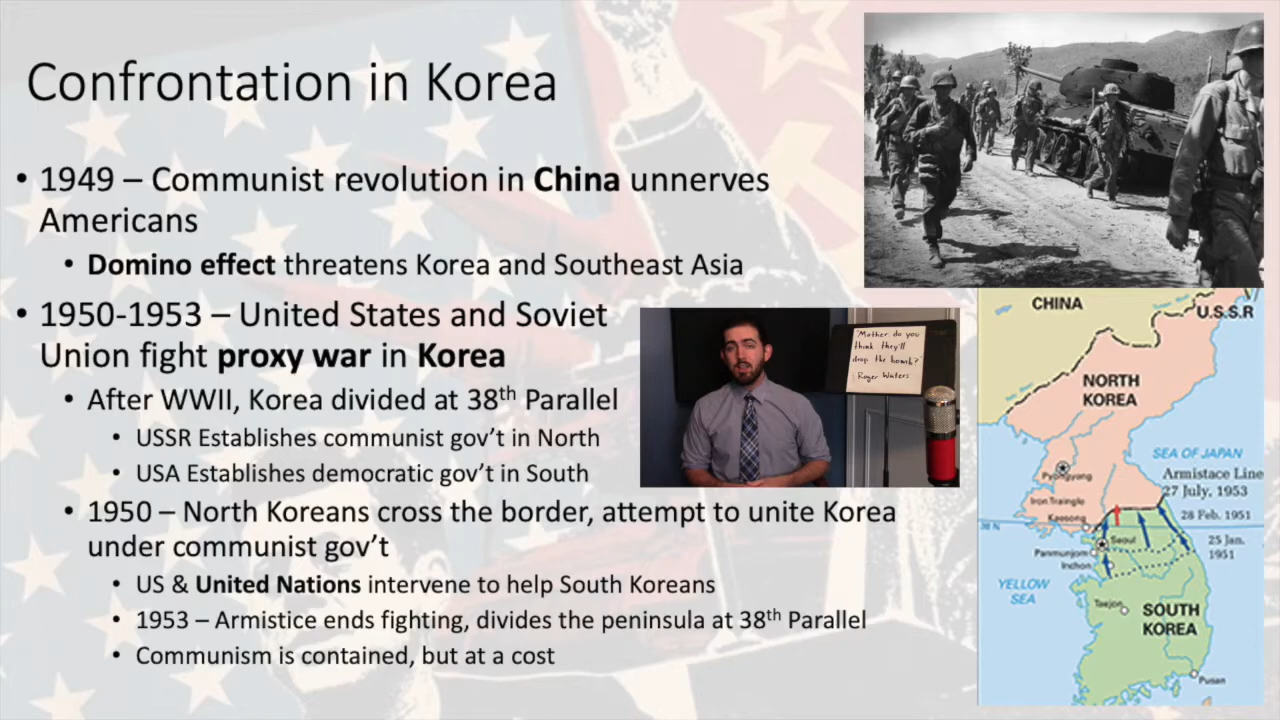 Confrontation in Korea
• 1949 – Communist revolution in China unnerves
Americans
• Domino effect threatens Korea and Southeast Asia
• 1950-1953 – United States and Soviet
Union fight proxy war in Korea
• After WWII, Korea divided at 38th Parallel
• USSR Establishes communist gov't in North
• USA Establishes democratic gov't in South
• 1950 – North Koreans cross the border, attempt to unite Korea
under communist gov't
• US & United Nations intervene to help South Koreans
• 1953 – Armistice ends fighting, divides the peninsula at 38th Parallel
• Communism is contained, but at a cost
"Mother do you
think they'll
drop the bomb?"
Roger Waters
CHINA
U.S.S.R
NORTH
KOREA
SEA OF JAPAN
Pyongyang
Armistace Line
27 July, 1953
Iron Traingle
28 Feb. 1951
Kaesong
38 N
Seoul
25 Jan.
1951
Panmunjom
Inchon
YELLOW
SEA
Taejon
SOUTH
KOREA
Pusan